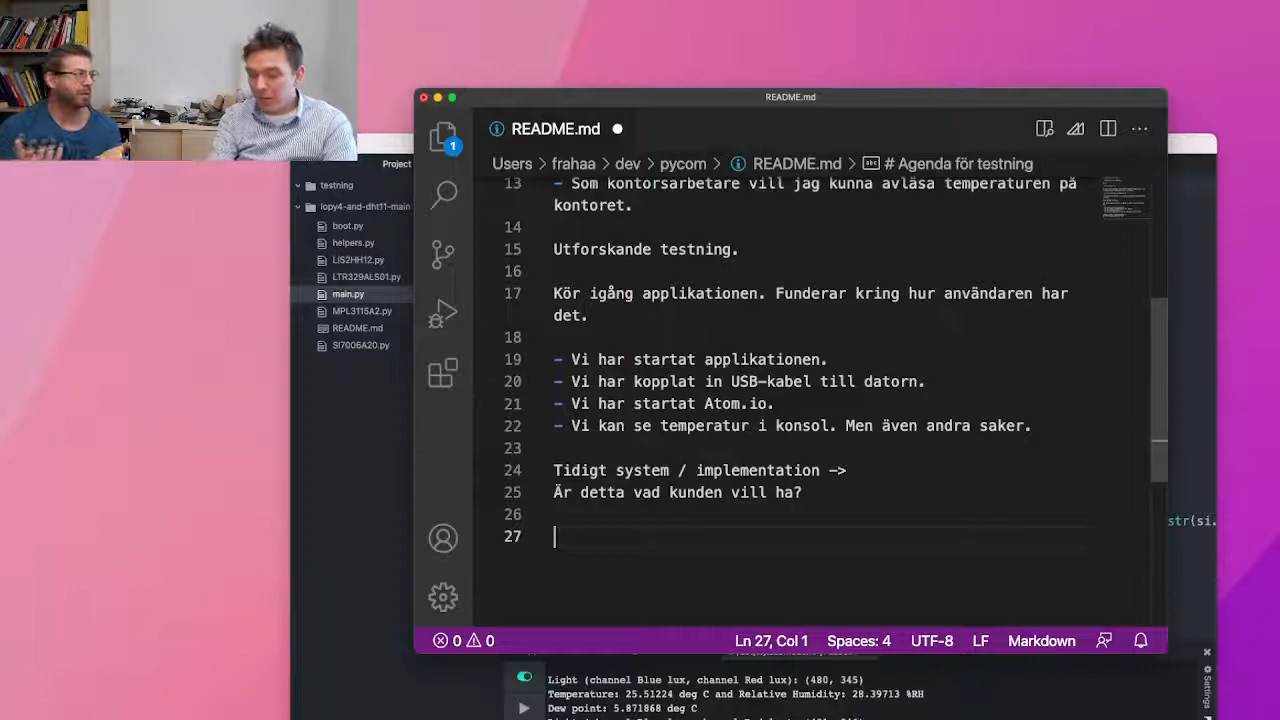 README.md
README.md
Users > frahaa > dev > pycom > README.md > # Agenda för testning
Project
testning
lopy4-and-dht11-main
boot.py
helpers.py
LIS2HH12.py
LTR329ALS01.py
main.py
MPL3115A2.py
README.md
SI7006A20.py
1
13 - Som kontorsarbetare vill jag kunna avläsa temperaturen på
kontoret.
14
15 Utforskande testning.
16
17 Kör igång applikationen. Funderar kring hur användaren har
det.
18
19 - Vi har startat applikationen.
20 - Vi har kopplat in USB-kabel till datorn.
21 - Vi har startat Atom.io.
22 - Vi kan se temperatur i konsol. Men även andra saker.
23
24 Tidigt system / implementation ->
25 Är detta vad kunden vill ha?
26
27
str(si.
0 0 Ln 27, Col 1 Spaces: 4 UTF-8 LF Markdown
Light (channel Blue lux, channel Red lux): (480, 345)
Temperature: 25.51224 deg C and Relative Humidity: 28.39713 %RH
Dew point: 5.871868 deg C
Settings